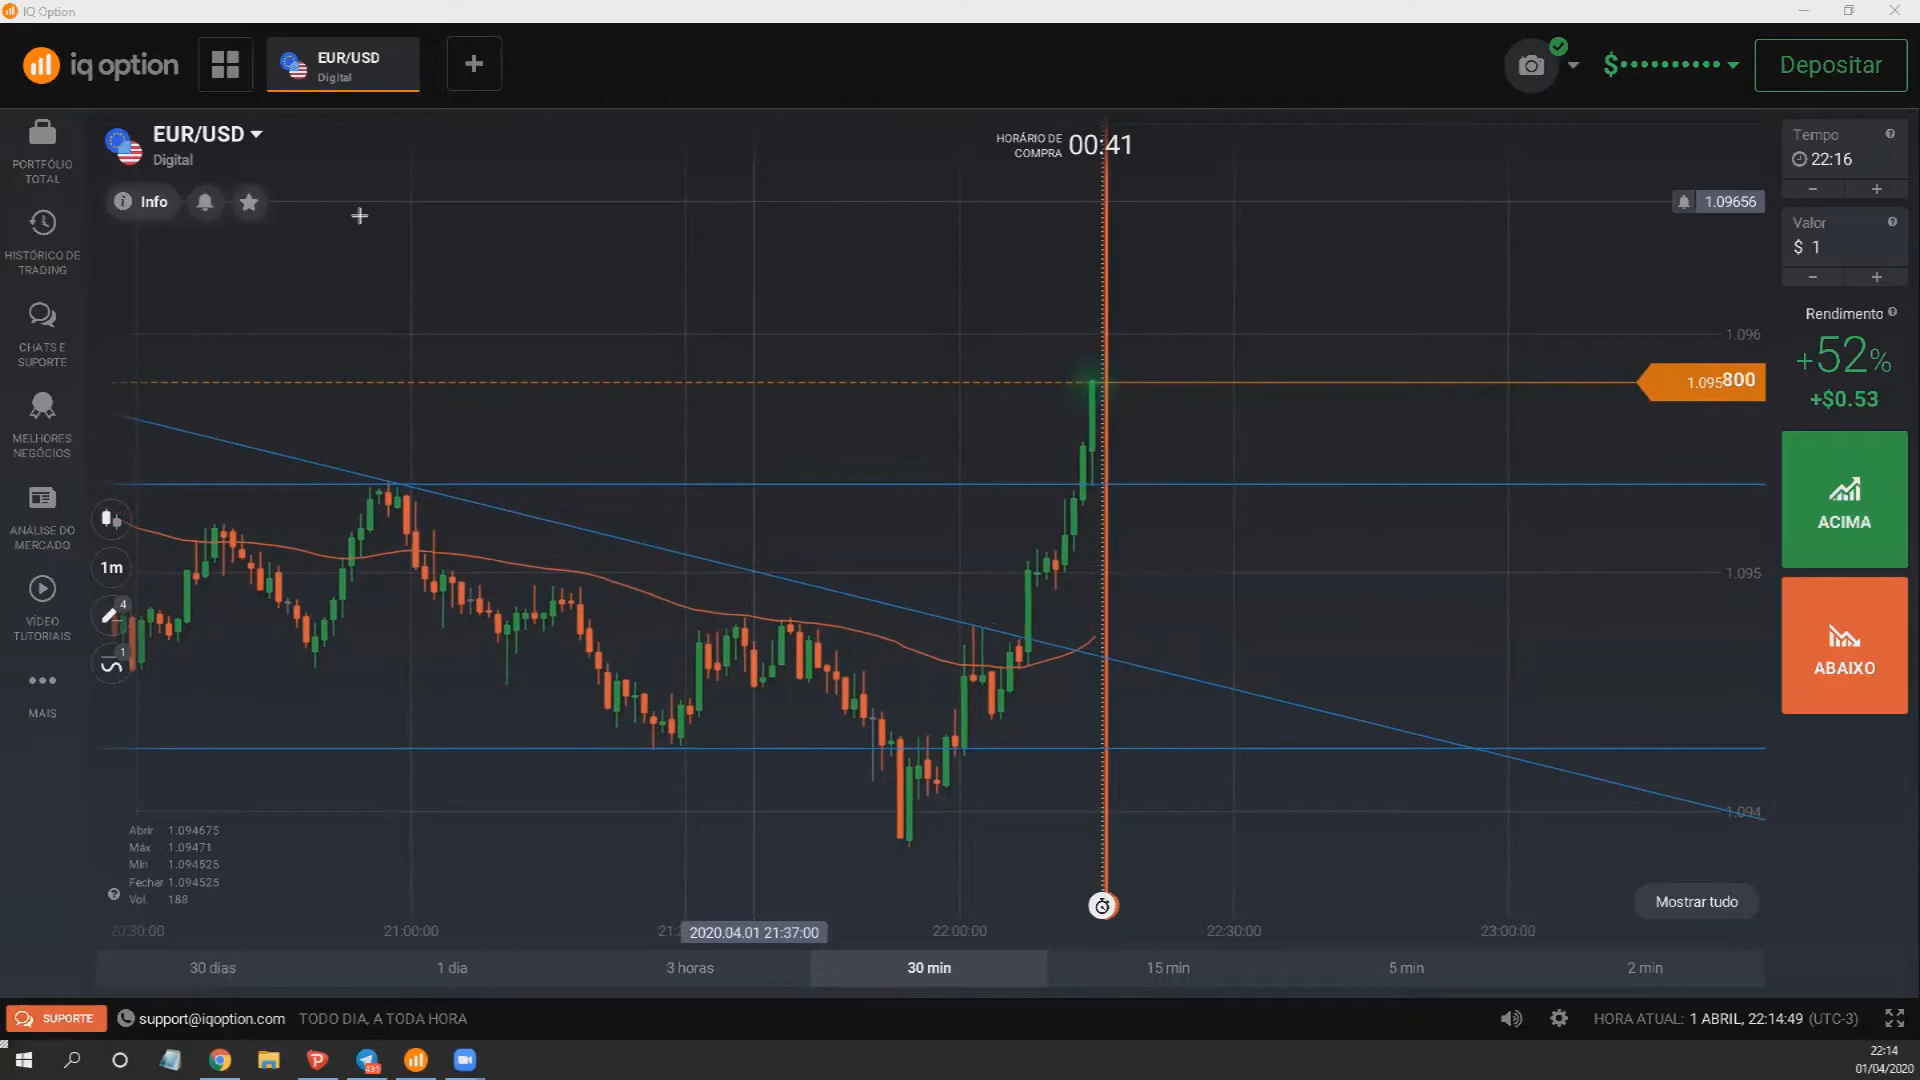 IQ Option
iq option
EUR/USD
Digital
+
$
Depositar
PORTFÓLIO
TOTAL
HISTÓRICO DE
TRADING
CHATS E
SUPORTE
MELHORES
NEGÓCIOS
ANÁLISE DO
MERCADO
VÍDEO
TUTORIAIS
MAIS
EUR/USD
Digital
Info
HORÁRIO DE
COMPRA 00:41
1m
4
1
1.09656
1.096
1.095800
1.095
1.094
Tempo
22:16
- +
Valor
$ 1
- +
Rendimento
+52%
+$0.53
ACIMA
ABAIXO
Abrir 1.094675
Máx 1.09471
Mín 1.094525
Fechar 1.094525
Vol. 188
Mostrar tudo
20:30:00 21:00:00 21:3 2020.04.01 21:37:00 22:00:00 22:30:00 23:00:00
30 dias 1 dia 3 horas 30 min 15 min 5 min 2 min
SUPORTE support@iqoption.com TODO DIA, A TODA HORA
HORA ATUAL: 1 ABRIL, 22:14:49 (UTC-3)
431
22:14
01/04/2020